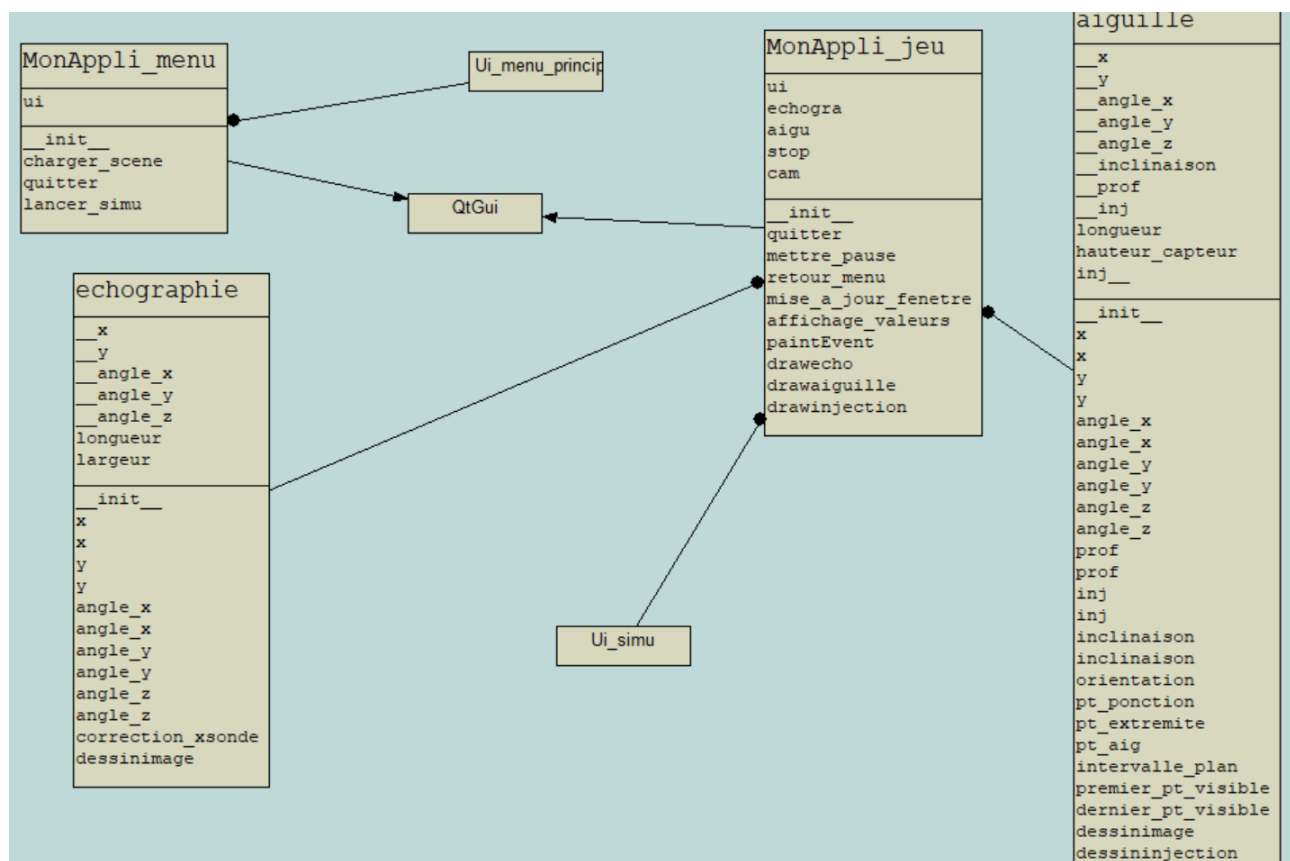 MonAppli_menu
ui
__init__
charger_scene
quitter
lancer_simu
Ui_menu_princip
QtGui
echographie
__x
__y
__angle_x
__angle_y
__angle_z
longueur
largeur
__init__
x
x
y
y
angle_x
angle_x
angle_y
angle_y
angle_z
angle_z
correction_xsonde
dessinimage
MonAppli_jeu
ui
echogra
aigu
stop
cam
__init__
quitter
mettre_pause
retour_menu
mise_a_jour_fenetre
affichage_valeurs
paintEvent
drawecho
drawaiguille
drawinjection
Ui_simu
aiguille
__x
__y
__angle_x
__angle_y
__angle_z
__inclinaison
__prof
__inj
longueur
hauteur_capteur
inj__
__init__
x
x
y
y
angle_x
angle_x
angle_y
angle_y
angle_z
angle_z
prof
prof
inj
inj
inclinaison
inclinaison
orientation
pt_ponction
pt_extremite
pt_aig
intervalle_plan
premier_pt_visible
dernier_pt_visible
dessinimage
dessininjection